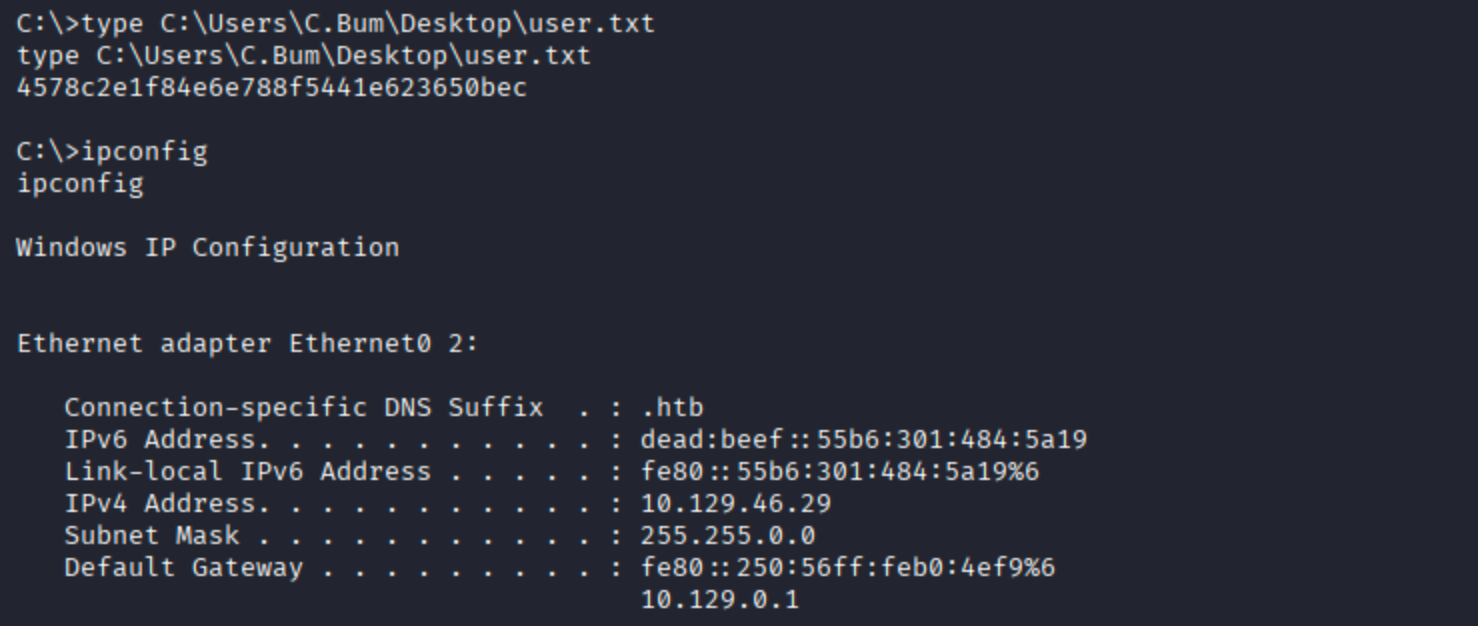 C:\>type C:\Users\C.Bum\Desktop\user.txt
type C:\Users\C.Bum\Desktop\user.txt
4578c2e1f84e6e788f5441e623650bec
C:\>ipconfig
ipconfig
Windows IP Configuration
Ethernet adapter Ethernet0 2:
   Connection-specific DNS Suffix  . : .htb
   IPv6 Address. . . . . . . . . . . : dead:beef::55b6:301:484:5a19
   Link-local IPv6 Address . . . . . : fe80::55b6:301:484:5a19%6
   IPv4 Address. . . . . . . . . . . : 10.129.46.29
   Subnet Mask . . . . . . . . . . . : 255.255.0.0
   Default Gateway . . . . . . . . . : fe80::250:56ff:feb0:4ef9%6
                                       10.129.0.1